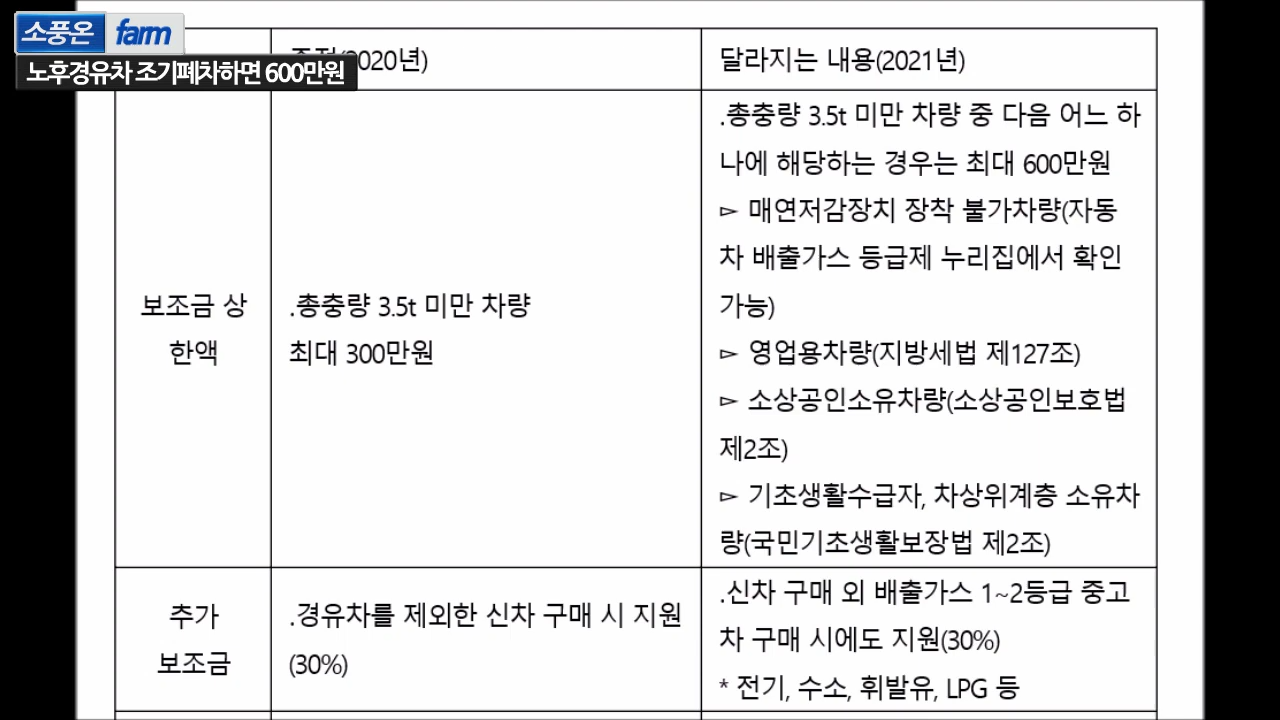 소풍온 farm
노후경유차 조기폐차하면 600만원
2020년)
달라지는 내용(2021년)
보조금 상
한액
.총중량 3.5t 미만 차량
최대 300만원
.총중량 3.5t 미만 차량 중 다음 어느 하
나에 해당하는 경우는 최대 600만원
▻ 매연저감장치 장착 불가차량(자동
차 배출가스 등급제 누리집에서 확인
가능)
▻ 영업용차량(지방세법 제127조)
▻ 소상공인소유차량(소상공인보호법
제2조)
▻ 기초생활수급자, 차상위계층 소유차
량(국민기초생활보장법 제2조)
추가
보조금
.경유차를 제외한 신차 구매 시 지원
(30%)
.신차 구매 외 배출가스 1~2등급 중고
차 구매 시에도 지원(30%)
* 전기, 수소, 휘발유, LPG 등